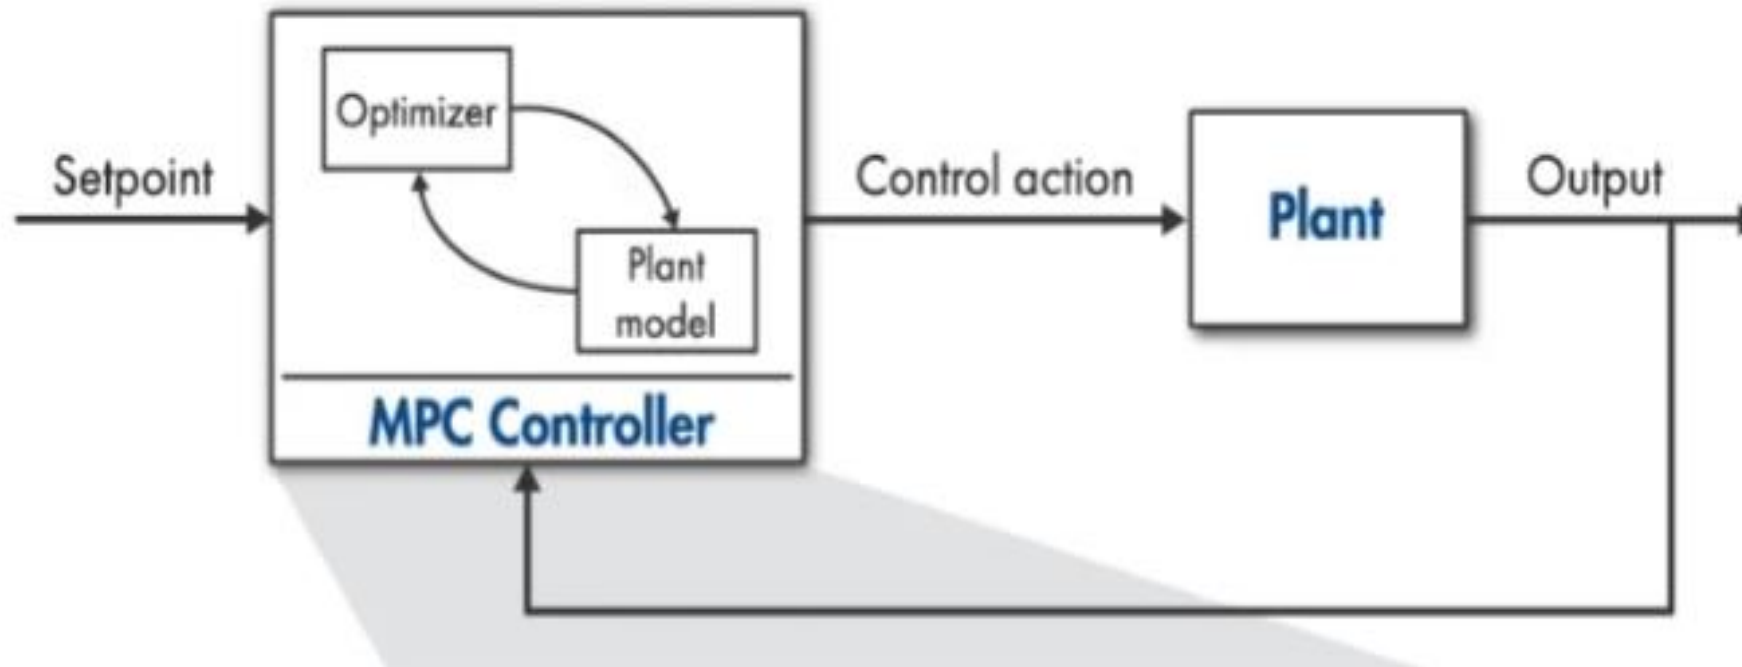 Setpoint
Optimizer
Plant
model
MPC Controller
Control action
Plant
Output